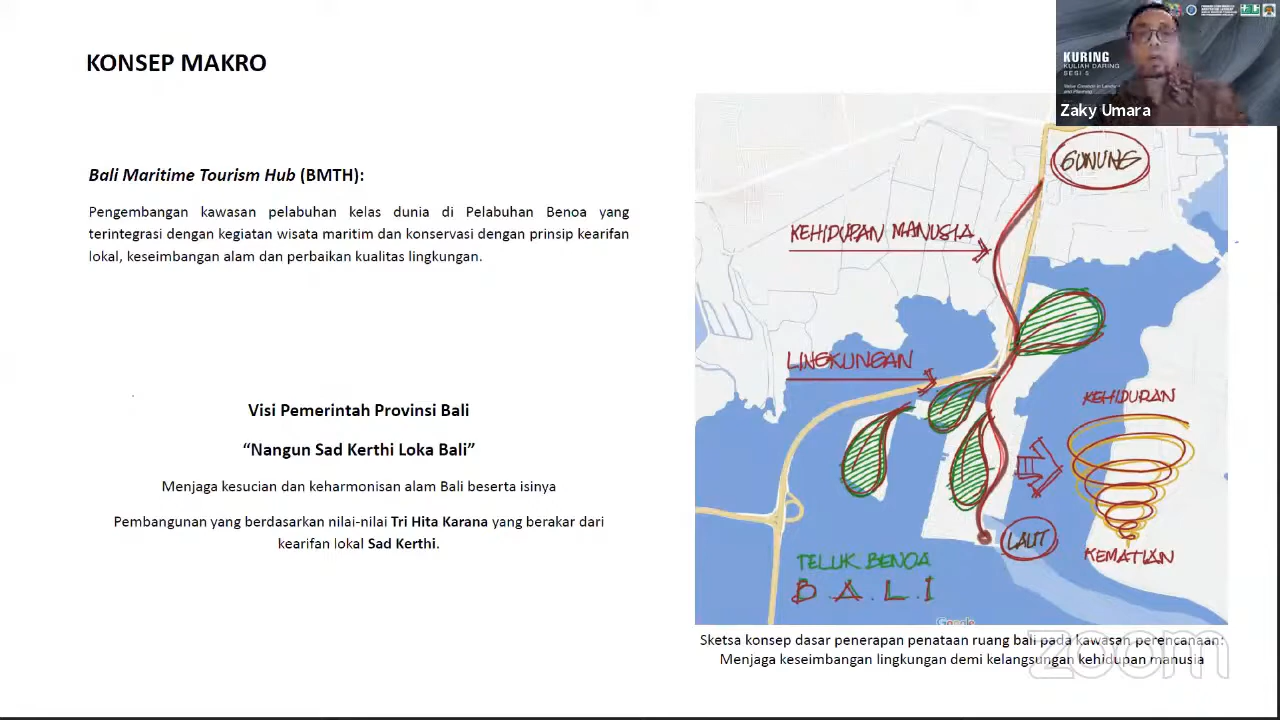 KONSEP MAKRO
KURING
KULIAH DARING
SESI 5
Zaky Umara
Bali Maritime Tourism Hub (BMTH):
Pengembangan kawasan pelabuhan kelas dunia di Pelabuhan Benoa yang
terintegrasi dengan kegiatan wisata maritim dan konservasi dengan prinsip kearifan
lokal, keseimbangan alam dan perbaikan kualitas lingkungan.
Visi Pemerintah Provinsi Bali
“Nangun Sad Kerthi Loka Bali”
Menjaga kesucian dan keharmonisan alam Bali beserta isinya
Pembangunan yang berdasarkan nilai-nilai Tri Hita Karana yang berakar dari
kearifan lokal Sad Kerthi.
GUNUNG
KEHIDUPAN MANUSIA
LINGKUNGAN
KEHIDUPAN
LAUT
KEMATIAN
TELUK BENOA
B.A.L.I
Google
Sketsa konsep dasar penerapan penataan ruang bali pada kawasan perencanaan:
Menjaga keseimbangan lingkungan demi kelangsungan kehidupan manusia
zoom